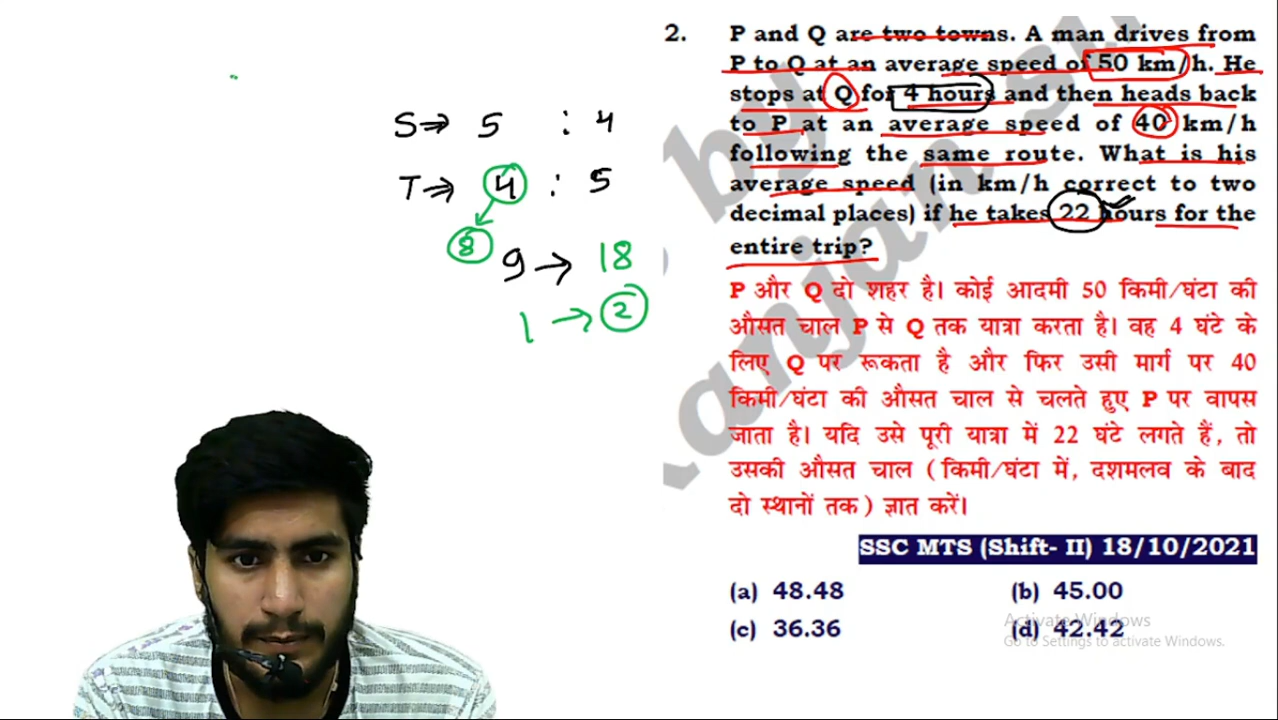 S⇒ 5 : 4
T⇒ 4 : 5
8
9 → 18
1 → 2
2. P and Q are two towns. A man drives from
P to Q at an average speed of 50 km/h. He
stops at Q for 4 hours and then heads back
to P at an average speed of 40 km/h
following the same route. What is his
average speed (in km/h correct to two
decimal places) if he takes 22 hours for the
entire trip?
P और Q दो शहर है। कोई आदमी 50 किमी/घंटा की
औसत चाल P से Q तक यात्रा करता है। वह 4 घंटे के
लिए Q पर रूकता है और फिर उसी मार्ग पर 40
किमी/घंटा की औसत चाल से चलते हुए P पर वापस
जाता है। यदि उसे पूरी यात्रा में 22 घंटे लगते हैं, तो
उसकी औसत चाल (किमी/घंटा में, दशमलव के बाद
दो स्थानों तक) ज्ञात करें।
SSC MTS (Shift- II) 18/10/2021
(a) 48.48 (b) 45.00
(c) 36.36 (d) 42.42
Activate Windows
Go to Settings to activate Windows.
by